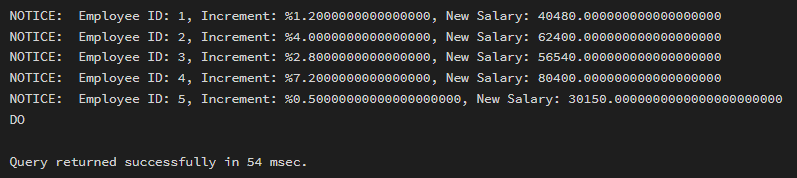 NOTICE:  Employee ID: 1, Increment: %1.2000000000000000, New Salary: 40480.000000000000000000
NOTICE:  Employee ID: 2, Increment: %4.0000000000000000, New Salary: 62400.000000000000000000
NOTICE:  Employee ID: 3, Increment: %2.8000000000000000, New Salary: 56540.000000000000000000
NOTICE:  Employee ID: 4, Increment: %7.2000000000000000, New Salary: 80400.000000000000000000
NOTICE:  Employee ID: 5, Increment: %0.50000000000000000000, New Salary: 30150.0000000000000000000000
DO
Query returned successfully in 54 msec.